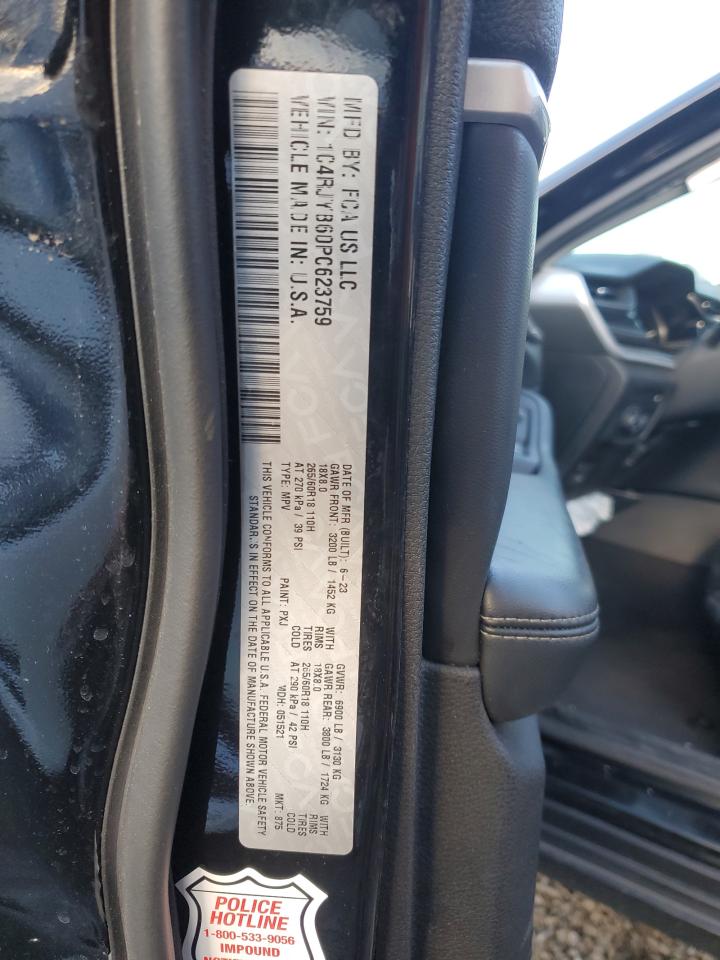 MFD BY: FCA US LLC
VIN: 1C4RJYB60PC623759
VEHICLE MADE IN: U.S.A.
DATE OF MFR (BUILT): 6-23 GVWR: 6900 LB / 3130 KG
GAWR FRONT: 3200 LB / 1452 KG WITH GAWR REAR: 3800 LB / 1724 KG WITH
18X8.0 RIMS 18X8.0 RIMS
265/60R18 110H TIRES 265/60R18 110H TIRES
AT 270 kPa / 39 PSI COLD AT 290 kPa / 42 PSI COLD
TYPE: MPV PAINT: PXJ MDH: 051521 MKT: 875
THIS VEHICLE CONFORMS TO ALL APPLICABLE U.S.A. FEDERAL MOTOR VEHICLE SAFETY
STANDARDS IN EFFECT ON THE DATE OF MANUFACTURE SHOWN ABOVE.
POLICE
HOTLINE
1-800-533-9056
IMPOUND